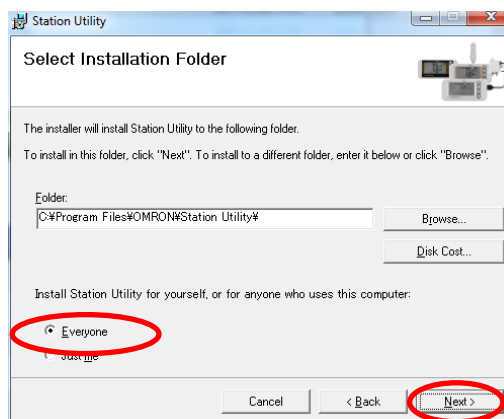 Station Utility
Select Installation Folder
The installer will install Station Utility to the following folder.
To install in this folder, click "Next". To install to a different folder, enter it below or click "Browse".
Folder:
C:¥Program Files¥OMRON¥Station Utility¥
Browse...
Disk Cost...
Install Station Utility for yourself, or for anyone who uses this computer:
Everyone
Just me
Cancel
< Back
Next >